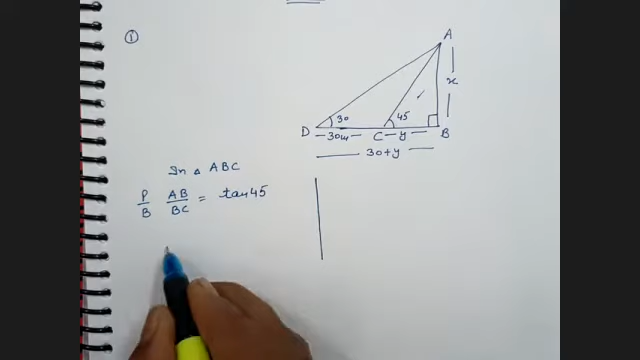 ①
A
x
30
45
D
30m
C
y
B
30+y
In △ ABC
P/B AB/BC = tan45